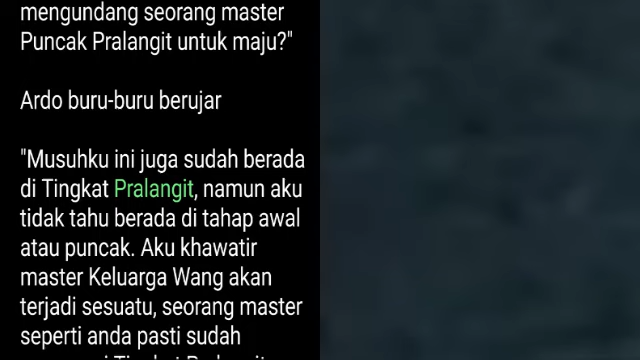 mengundang seorang master
Puncak Pralangit untuk maju?"
Ardo buru-buru berujar
"Musuhku ini juga sudah berada
di Tingkat Pralangit, namun aku
tidak tahu berada di tahap awal
atau puncak. Aku khawatir
master Keluarga Wang akan
terjadi sesuatu, seorang master
seperti anda pasti sudah